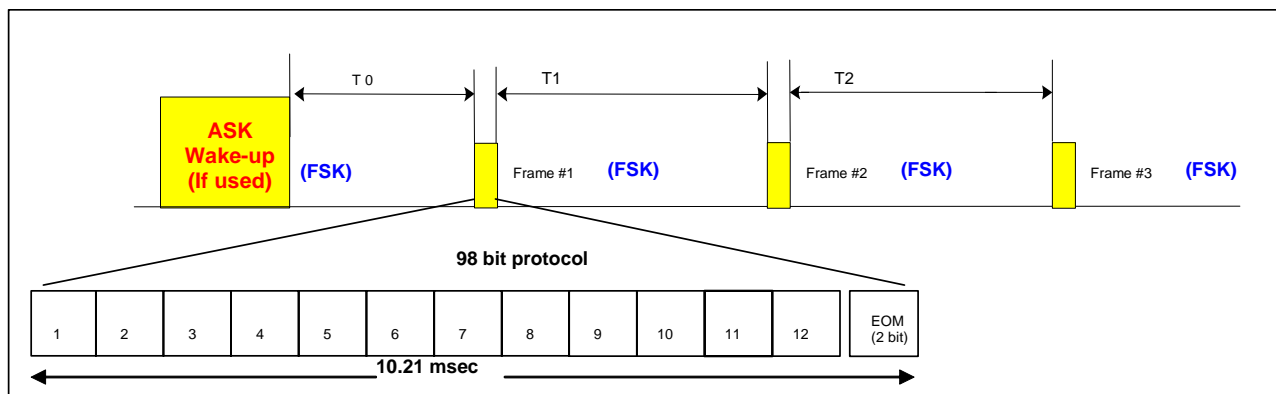 T 0
T1
T2
ASK
Wake-up
(If used)
(FSK)
Frame #1
(FSK)
Frame #2
(FSK)
Frame #3
(FSK)
98 bit protocol
1
2
3
4
5
6
7
8
9
10
11
12
EOM
(2 bit)
10.21 msec